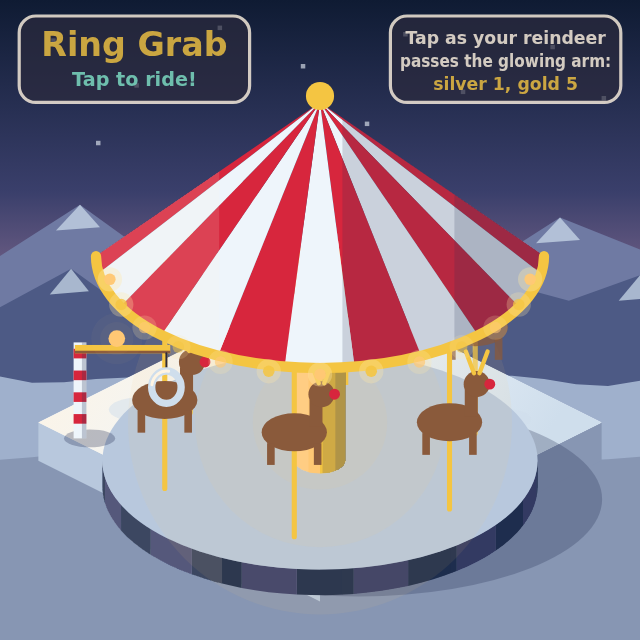 Ring Grab
Tap to ride!
Tap as your reindeer
passes the glowing arm:
silver 1, gold 5